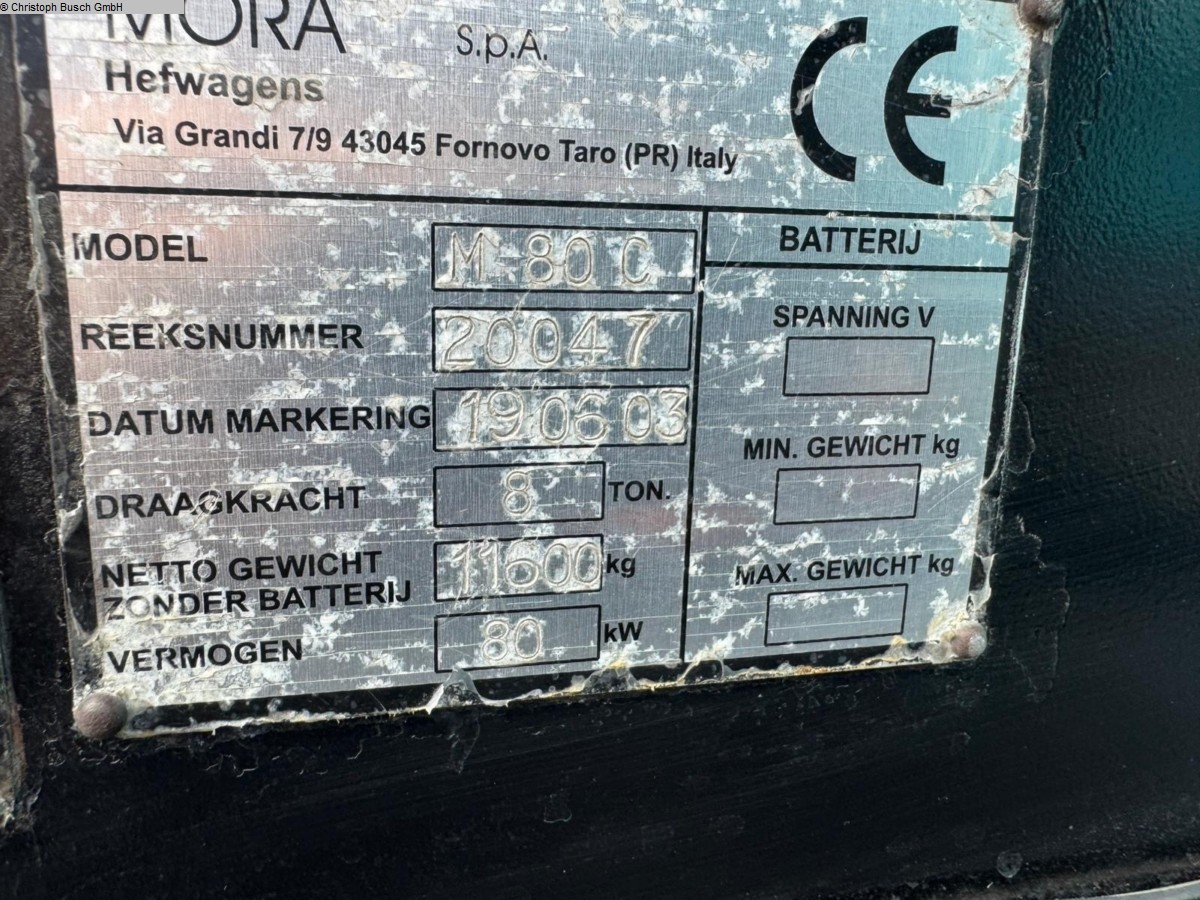 © Christoph Busch GmbH
MORA S.p.A.
Hefwagens
Via Grandi 7/9 43045 Fornovo Taro (PR) Italy
CE
MODEL M 80 C
REEKSNUMMER 20047
DATUM MARKERING 19 06 03
DRAAGKRACHT 8 TON.
NETTO GEWICHT
ZONDER BATTERIJ 11600 kg
VERMOGEN 80 kW
BATTERIJ
SPANNING V
MIN. GEWICHT kg
MAX. GEWICHT kg